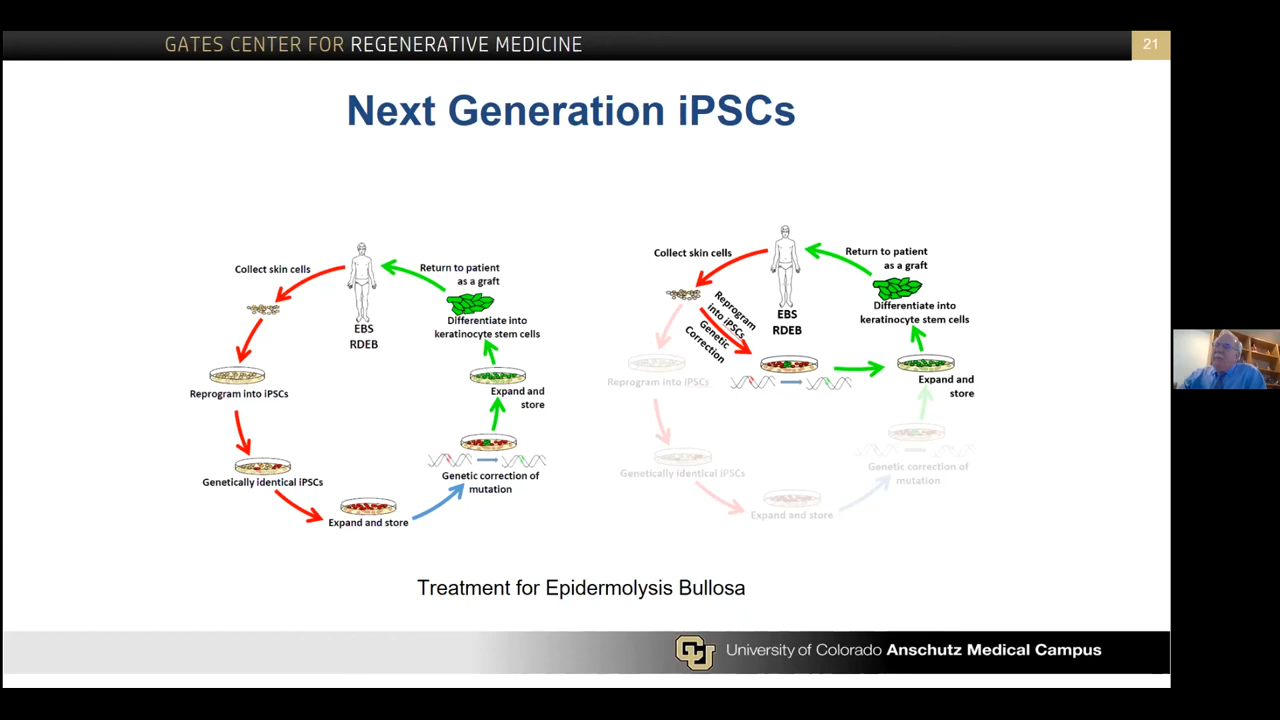 GATES CENTER FOR REGENERATIVE MEDICINE
21
Next Generation iPSCs
Collect skin cells
Return to patient
as a graft
EBS
RDEB
Differentiate into
keratinocyte stem cells
Reprogram into iPSCs
Expand and
store
Genetically identical iPSCs
Genetic correction of
mutation
Expand and store
Collect skin cells
Return to patient
as a graft
Reprogram
into iPSCs
Genetic
Correction
EBS
RDEB
Differentiate into
keratinocyte stem cells
Reprogram into iPSCs
Expand and
store
Genetically identical iPSCs
Genetic correction of
mutation
Expand and store
Treatment for Epidermolysis Bullosa
CU
University of Colorado Anschutz Medical Campus